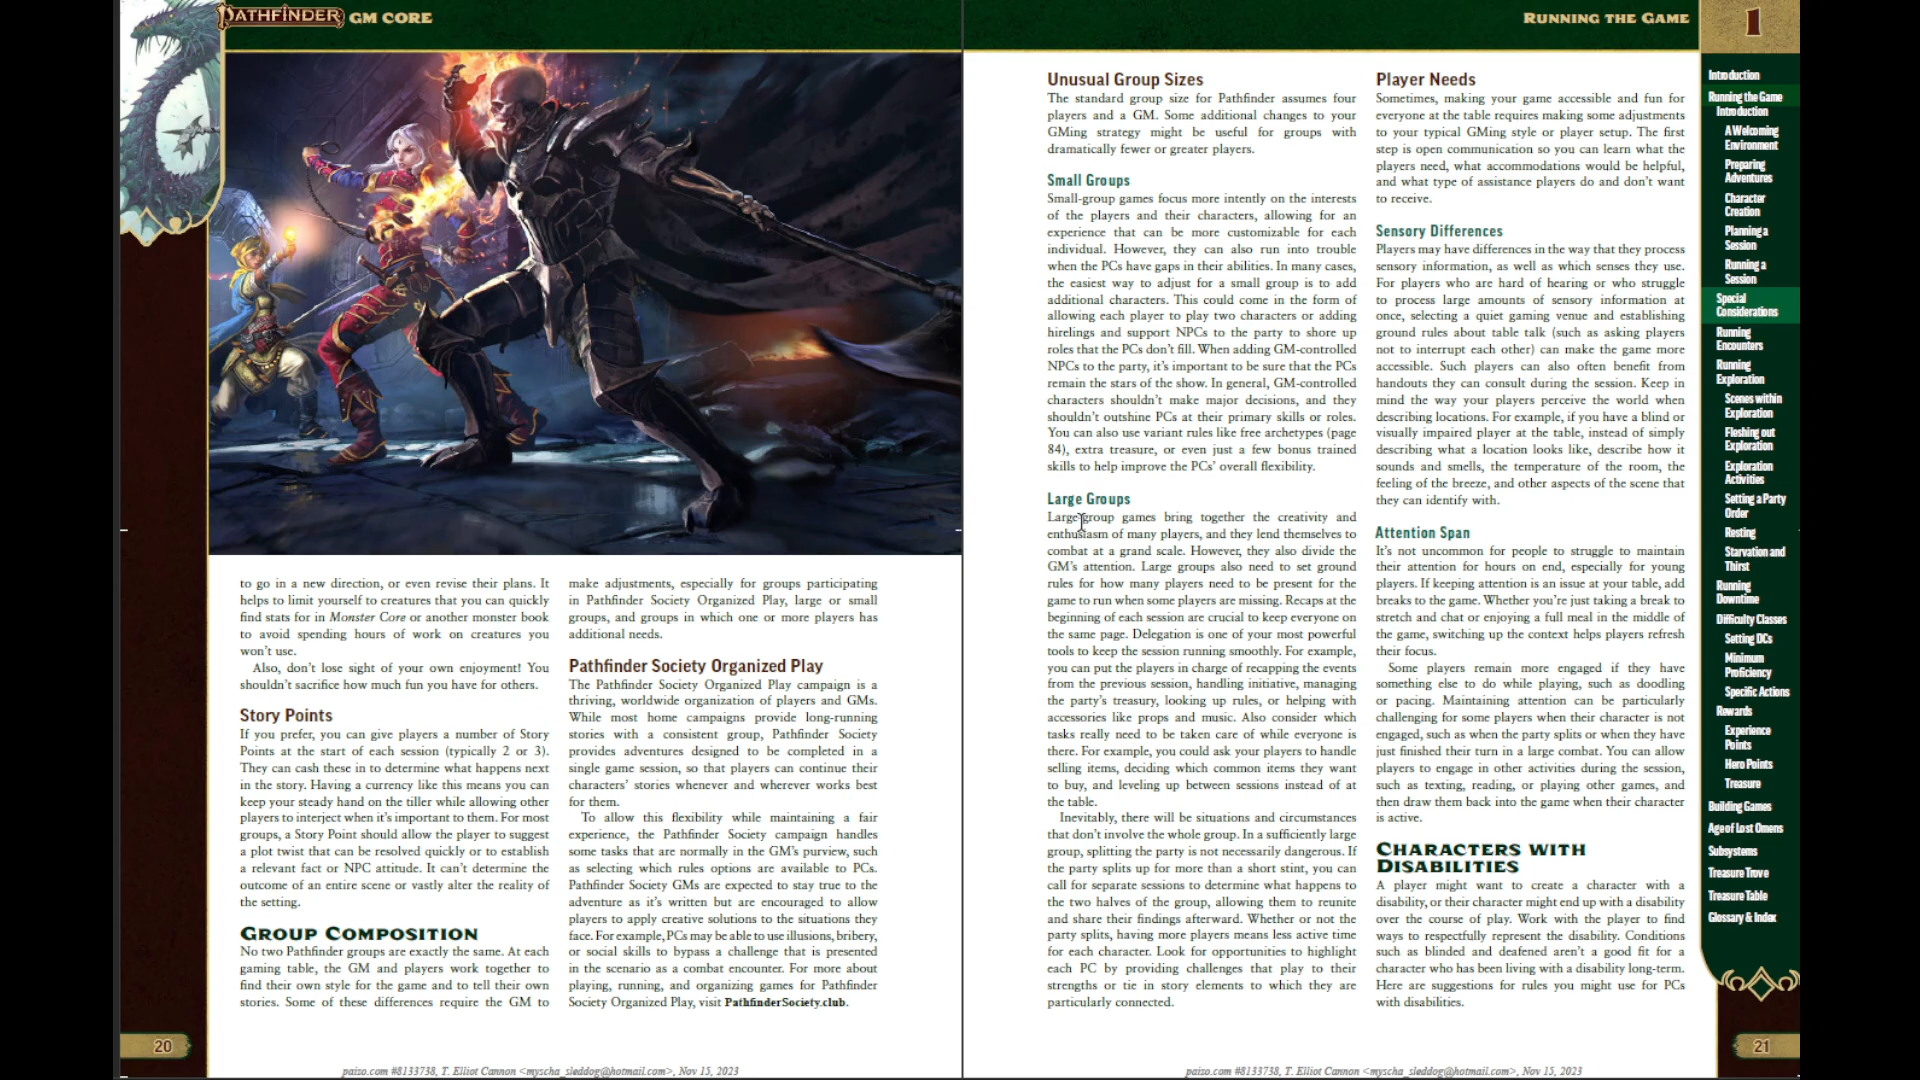 PATHFINDER GM CORE
to go in a new direction, or even revise their plans. It
helps to limit yourself to creatures that you can quickly
find stats for in Monster Core or another monster book
to avoid spending hours of work on creatures you
won't use.
Also, don't lose sight of your own enjoyment! You
shouldn't sacrifice how much fun you have for others.
Story Points
If you prefer, you can give players a number of Story
Points at the start of each session (typically 2 or 3).
They can cash these in to determine what happens next
in the story. Having a currency like this means you can
keep your steady hand on the tiller while allowing other
players to interject when it's important to them. For most
groups, a Story Point should allow the player to suggest
a plot twist that can be resolved quickly or to establish
a relevant fact or NPC attitude. It can't determine the
outcome of an entire scene or vastly alter the reality of
the setting.
GROUP COMPOSITION
No two Pathfinder groups are exactly the same. At each
gaming table, the GM and players work together to
find their own style for the game and to tell their own
stories. Some of these differences require the GM to
make adjustments, especially for groups participating
in Pathfinder Society Organized Play, large or small
groups, and groups in which one or more players has
additional needs.
Pathfinder Society Organized Play
The Pathfinder Society Organized Play campaign is a
thriving, worldwide organization of players and GMs.
While most home campaigns provide long-running
stories with a consistent group, Pathfinder Society
provides adventures designed to be completed in a
single game session, so that players can continue their
characters' stories whenever and wherever works best
for them.
To allow this flexibility while maintaining a fair
experience, the Pathfinder Society campaign handles
some tasks that are normally in the GM's purview, such
as selecting which rules options are available to PCs.
Pathfinder Society GMs are expected to stay true to the
adventure as it's written but are encouraged to allow
players to apply creative solutions to the situations they
face. For example, PCs may be able to use illusions, bribery,
or social skills to bypass a challenge that is presented
in the scenario as a combat encounter. For more about
playing, running, and organizing games for Pathfinder
Society Organized Play, visit PathfinderSociety.club.
20
paizo.com #8133738, T. Elliot Cannon <myscha_sleddog@hotmail.com>, Nov 15, 2023
RUNNING THE GAME
1
Unusual Group Sizes
The standard group size for Pathfinder assumes four
players and a GM. Some additional changes to your
GMing strategy might be useful for groups with
dramatically fewer or greater players.
Small Groups
Small-group games focus more intently on the interests
of the players and their characters, allowing for an
experience that can be more customizable for each
individual. However, they can also run into trouble
when the PCs have gaps in their abilities. In many cases,
the easiest way to adjust for a small group is to add
additional characters. This could come in the form of
allowing each player to play two characters or adding
hirelings and support NPCs to the party to shore up
roles that the PCs don't fill. When adding GM-controlled
NPCs to the party, it's important to be sure that the PCs
remain the stars of the show. In general, GM-controlled
characters shouldn't make major decisions, and they
shouldn't outshine PCs at their primary skills or roles.
You can also use variant rules like free archetypes (page
84), extra treasure, or even just a few bonus trained
skills to help improve the PCs' overall flexibility.
Large Groups
Large-group games bring together the creativity and
enthusiasm of many players, and they lend themselves to
combat at a grand scale. However, they also divide the
GM's attention. Large groups also need to set ground
rules for how many players need to be present for the
game to run when some players are missing. Recaps at the
beginning of each session are crucial to keep everyone on
the same page. Delegation is one of your most powerful
tools to keep the session running smoothly. For example,
you can put the players in charge of recapping the events
from the previous session, handling initiative, managing
the party's treasury, looking up rules, or helping with
accessories like props and music. Also consider which
tasks really need to be taken care of while everyone is
there. For example, you could ask your players to handle
selling items, deciding which common items they want
to buy, and leveling up between sessions instead of at
the table.
Inevitably, there will be situations and circumstances
that don't involve the whole group. In a sufficiently large
group, splitting the party is not necessarily dangerous. If
the party splits up for more than a short stint, you can
call for separate sessions to determine what happens to
the two halves of the group, allowing them to reunite
and share their findings afterward. Whether or not the
party splits, having more players means less active time
for each character. Look for opportunities to highlight
each PC by providing challenges that play to their
strengths or tie in story elements to which they are
particularly connected.
Player Needs
Sometimes, making your game accessible and fun for
everyone at the table requires making some adjustments
to your typical GMing style or player setup. The first
step is open communication so you can learn what the
players need, what accommodations would be helpful,
and what type of assistance players do and don't want
to receive.
Sensory Differences
Players may have differences in the way that they process
sensory information, as well as which senses they use.
For players who are hard of hearing or who struggle
to process large amounts of sensory information at
once, selecting a quiet gaming venue and establishing
ground rules about table talk (such as asking players
not to interrupt each other) can make the game more
accessible. Such players can also often benefit from
handouts they can consult during the session. Keep in
mind the way your players perceive the world when
describing locations. For example, if you have a blind or
visually impaired player at the table, instead of simply
describing what a location looks like, describe how it
sounds and smells, the temperature of the room, the
feeling of the breeze, and other aspects of the scene that
they can identify with.
Attention Span
It's not uncommon for people to struggle to maintain
their attention for hours on end, especially for young
players. If keeping attention is an issue at your table, add
breaks to the game. Whether you're just taking a break to
stretch and chat or enjoying a full meal in the middle of
the game, switching up the context helps players refresh
their focus.
Some players remain more engaged if they have
something else to do while playing, such as doodling
or pacing. Maintaining attention can be particularly
challenging for some players when their character is not
engaged, such as when the party splits or when they have
just finished their turn in a large combat. You can allow
players to engage in other activities during the session,
such as texting, reading, or playing other games, and
then draw them back into the game when their character
is active.
CHARACTERS WITH
DISABILITIES
A player might want to create a character with a
disability, or their character might end up with a disability
over the course of play. Work with the player to find
ways to respectfully represent the disability. Conditions
such as blinded and deafened aren't a good fit for a
character who has been living with a disability long-term.
Here are suggestions for rules you might use for PCs
with disabilities.
Introduction
Running the Game
Introduction
A Welcoming
Environment
Preparing
Adventures
Character
Creation
Planning a
Session
Running a
Session
Special
Considerations
Running
Encounters
Running
Exploration
Scenes within
Exploration
Fleshing out
Exploration
Exploration
Activities
Setting a Party
Order
Resting
Starvation and
Thirst
Running
Downtime
Difficulty Classes
Setting DCs
Minimum
Proficiency
Specific Actions
Rewards
Experience
Points
Hero Points
Treasure
Building Games
Age of Lost Omens
Subsystems
Treasure Trove
Treasure Table
Glossary & Index
21
paizo.com #8133738, T. Elliot Cannon <myscha_sleddog@hotmail.com>, Nov 15, 2023